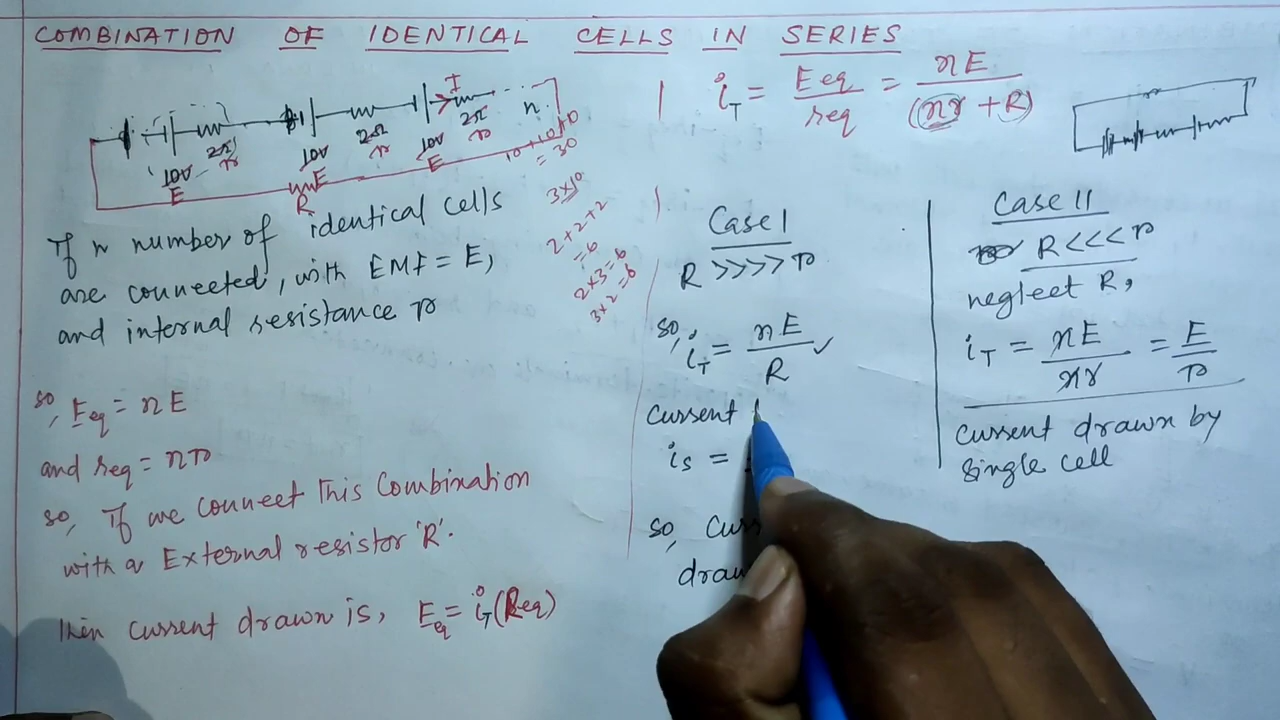 COMBINATION OF IDENTICAL CELLS IN SERIES
I
n
2Ω 2Ω 2Ω
r r r
10V 10V 10V
E E E
R
10+10+10
= 30
3×10
2+2+2
= 6
2×3=6
3×2=6
If n number of identical cells
are connected, with EMF = E,
and internal resistance r
so, Eeq = nE
and req = nr
so, If we connect This Combination
with a External resistor 'R'.
Then current drawn is, Eeq = iT(Req)
iT = Eeq/req = nE/(nr + R)
Case I
R >>>> r
so, iT = nE/R ✓
Current
is =
so, Curr
draw
Case II
R <<< r
neglect R,
iT = nE/nr = E/r
current drawn by
single cell